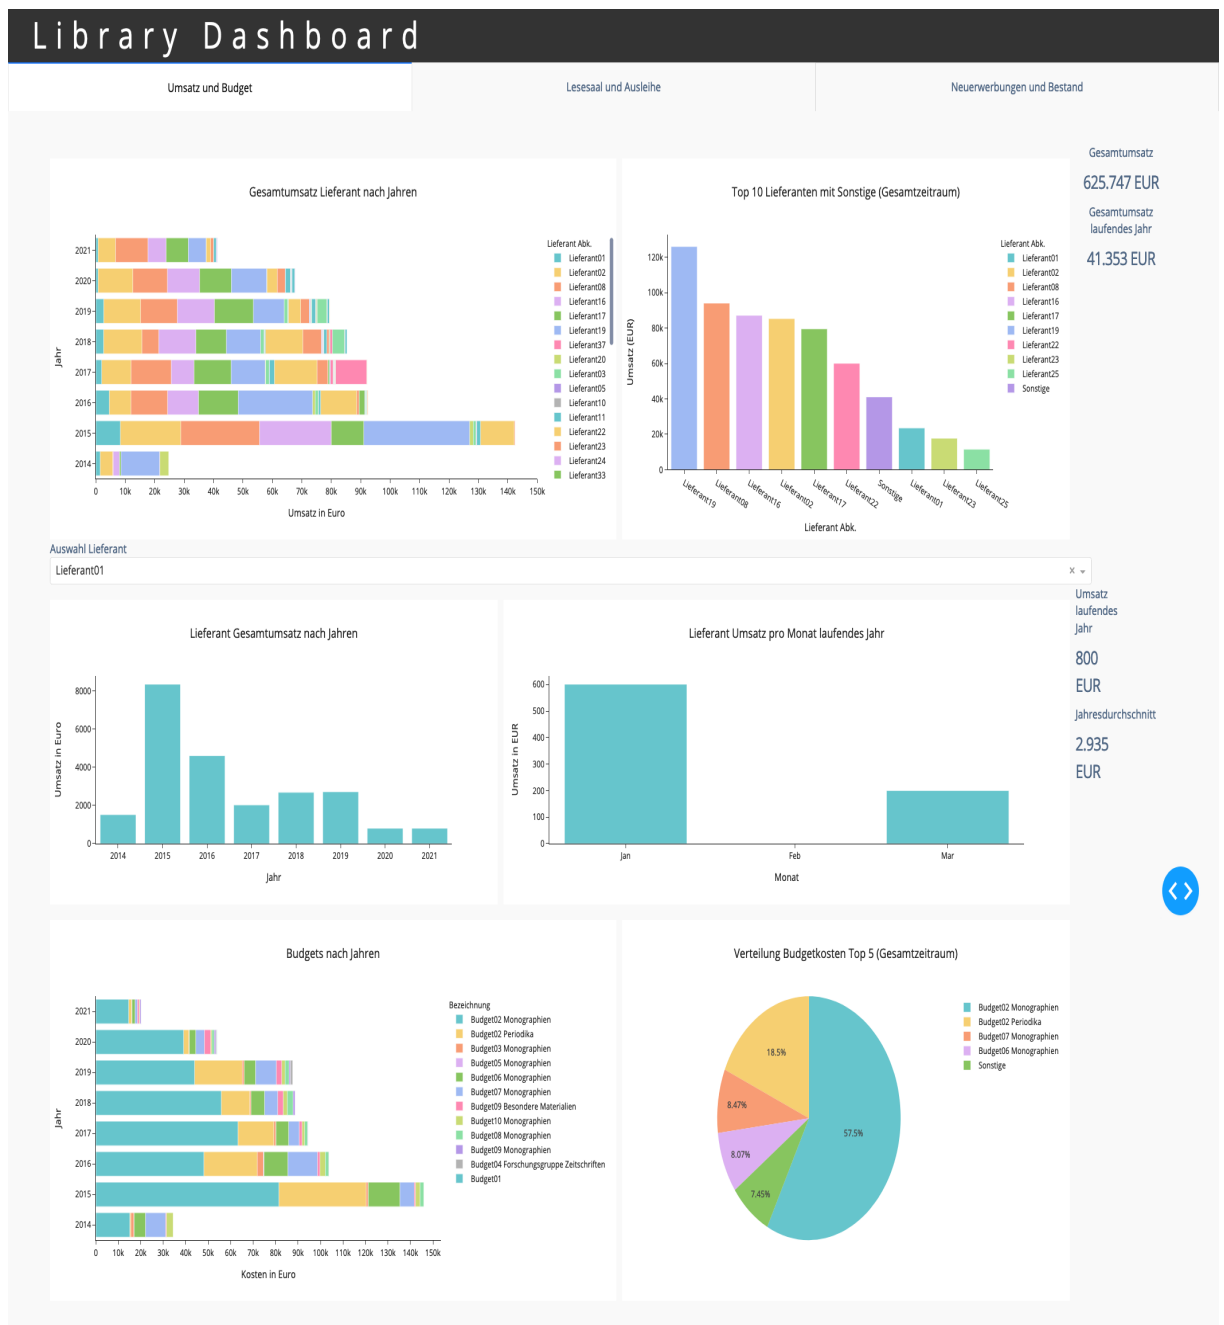 Library Dashboard
Umsatz und Budget
Lesesaal und Ausleihe
Neuerwerbungen und Bestand
Gesamtumsatz
625.747 EUR
Gesamtumsatz
laufendes Jahr
41.353 EUR
Gesamtumsatz Lieferant nach Jahren
Jahr
2021
2020
2019
2018
2017
2016
2015
2014
0 10k 20k 30k 40k 50k 60k 70k 80k 90k 100k 110k 120k 130k 140k 150k
Umsatz in Euro
Lieferant Abk.
Lieferant01
Lieferant02
Lieferant08
Lieferant16
Lieferant17
Lieferant19
Lieferant37
Lieferant20
Lieferant03
Lieferant05
Lieferant10
Lieferant11
Lieferant22
Lieferant23
Lieferant24
Lieferant33
Top 10 Lieferanten mit Sonstige (Gesamtzeitraum)
Umsatz (EUR)
120k
100k
80k
60k
40k
20k
0
Lieferant19 Lieferant08 Lieferant16 Lieferant02 Lieferant17 Lieferant22 Sonstige Lieferant01 Lieferant23 Lieferant25
Lieferant Abk.
Lieferant Abk.
Lieferant01
Lieferant02
Lieferant08
Lieferant16
Lieferant17
Lieferant19
Lieferant22
Lieferant23
Lieferant25
Sonstige
Auswahl Lieferant
Lieferant01
x
Umsatz
laufendes
Jahr
800
EUR
Jahresdurchschnitt
2.935
EUR
Lieferant Gesamtumsatz nach Jahren
Umsatz in Euro
8000
6000
4000
2000
0
2014 2015 2016 2017 2018 2019 2020 2021
Jahr
Lieferant Umsatz pro Monat laufendes Jahr
Umsatz in EUR
600
500
400
300
200
100
0
Jan Feb Mar
Monat
Budgets nach Jahren
Jahr
2021
2020
2019
2018
2017
2016
2015
2014
0 10k 20k 30k 40k 50k 60k 70k 80k 90k 100k 110k 120k 130k 140k 150k
Kosten in Euro
Bezeichnung
Budget02 Monographien
Budget02 Periodika
Budget03 Monographien
Budget05 Monographien
Budget06 Monographien
Budget07 Monographien
Budget09 Besondere Materialien
Budget10 Monographien
Budget08 Monographien
Budget09 Monographien
Budget04 Forschungsgruppe Zeitschriften
Budget01
Verteilung Budgetkosten Top 5 (Gesamtzeitraum)
18.5%
8.47%
57.5%
8.07%
7.45%
Budget02 Monographien
Budget02 Periodika
Budget07 Monographien
Budget06 Monographien
Sonstige